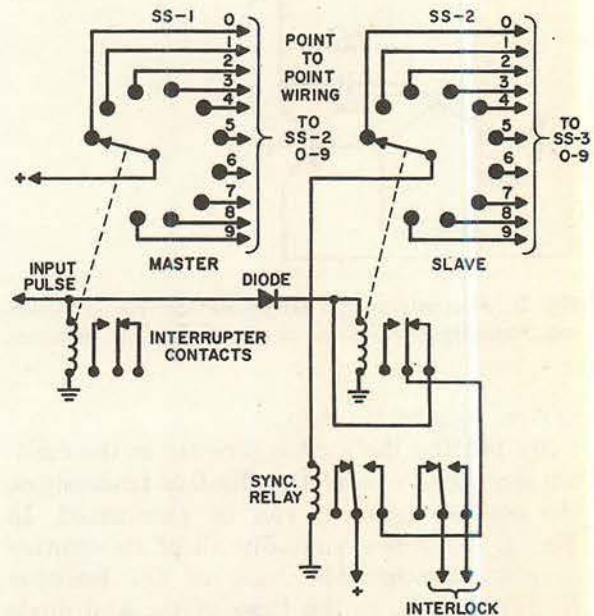 SS-1
0
1
2
3
4
5
6
7
8
9
POINT
TO
POINT
WIRING
TO
SS-2
0-9
+
MASTER
SS-2
0
1
2
3
4
5
6
7
8
9
TO
SS-3
0-9
SLAVE
INPUT
PULSE
DIODE
INTERRUPTER
CONTACTS
SYNC.
RELAY
+
INTERLOCK